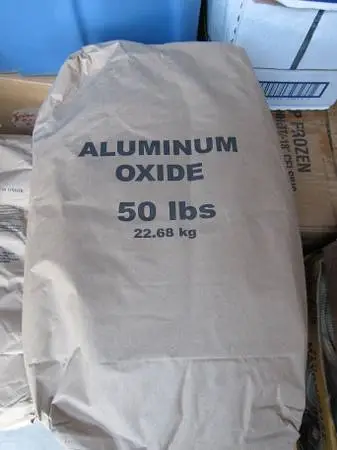 ALUMINUM
OXIDE
50 lbs
22.68 kg
P FROZEN